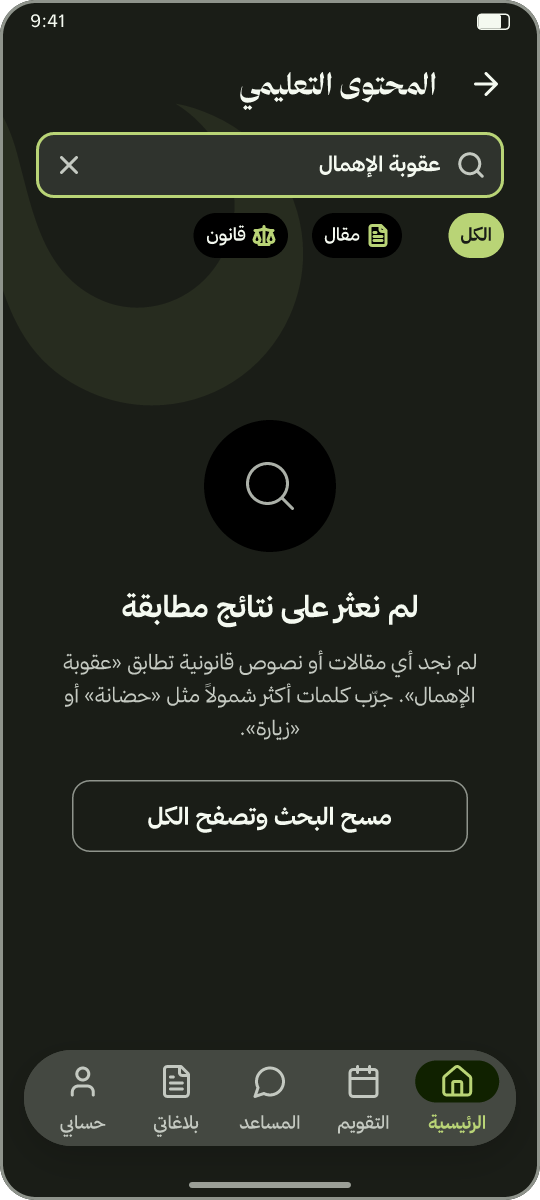 9:41
المحتوى التعليمي
عقوبة الإهمال
الكل
مقال
قانون
لم نعثر على نتائج مطابقة
لم نجد أي مقالات أو نصوص قانونية تطابق «عقوبة
الإهمال». جرّب كلمات أكثر شمولاً مثل «حضانة» أو
«زيارة».
مسح البحث وتصفح الكل
الرئيسية
التقويم
المساعد
بلاغاتي
حسابي